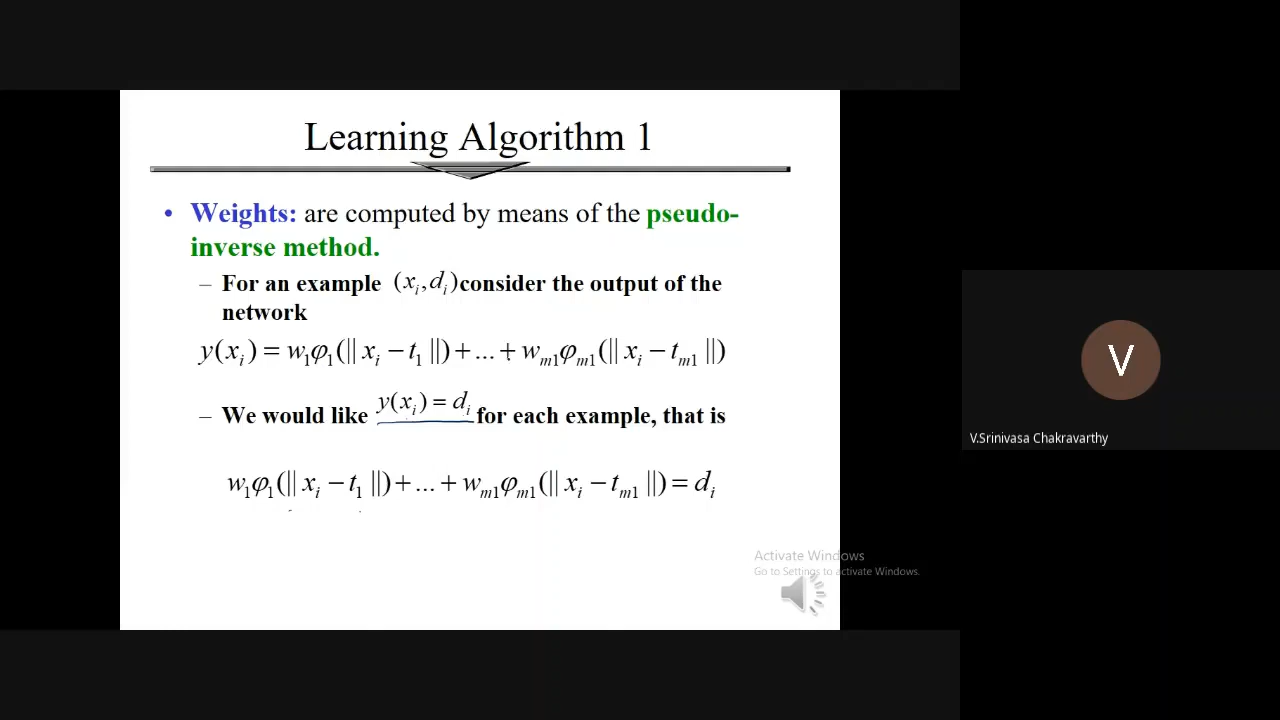 Learning Algorithm 1
• Weights: are computed by means of the pseudo-
inverse method.
– For an example (xᵢ, dᵢ) consider the output of the
network
y(xᵢ) = w₁φ₁(|| xᵢ − t₁ ||) + ... + wₘ₁φₘ₁(|| xᵢ − tₘ₁ ||)
– We would like y(xᵢ) = dᵢ for each example, that is
w₁φ₁(|| xᵢ − t₁ ||) + ... + wₘ₁φₘ₁(|| xᵢ − tₘ₁ ||) = dᵢ
Activate Windows
Go to Settings to activate Windows.
V
V.Srinivasa Chakravarthy